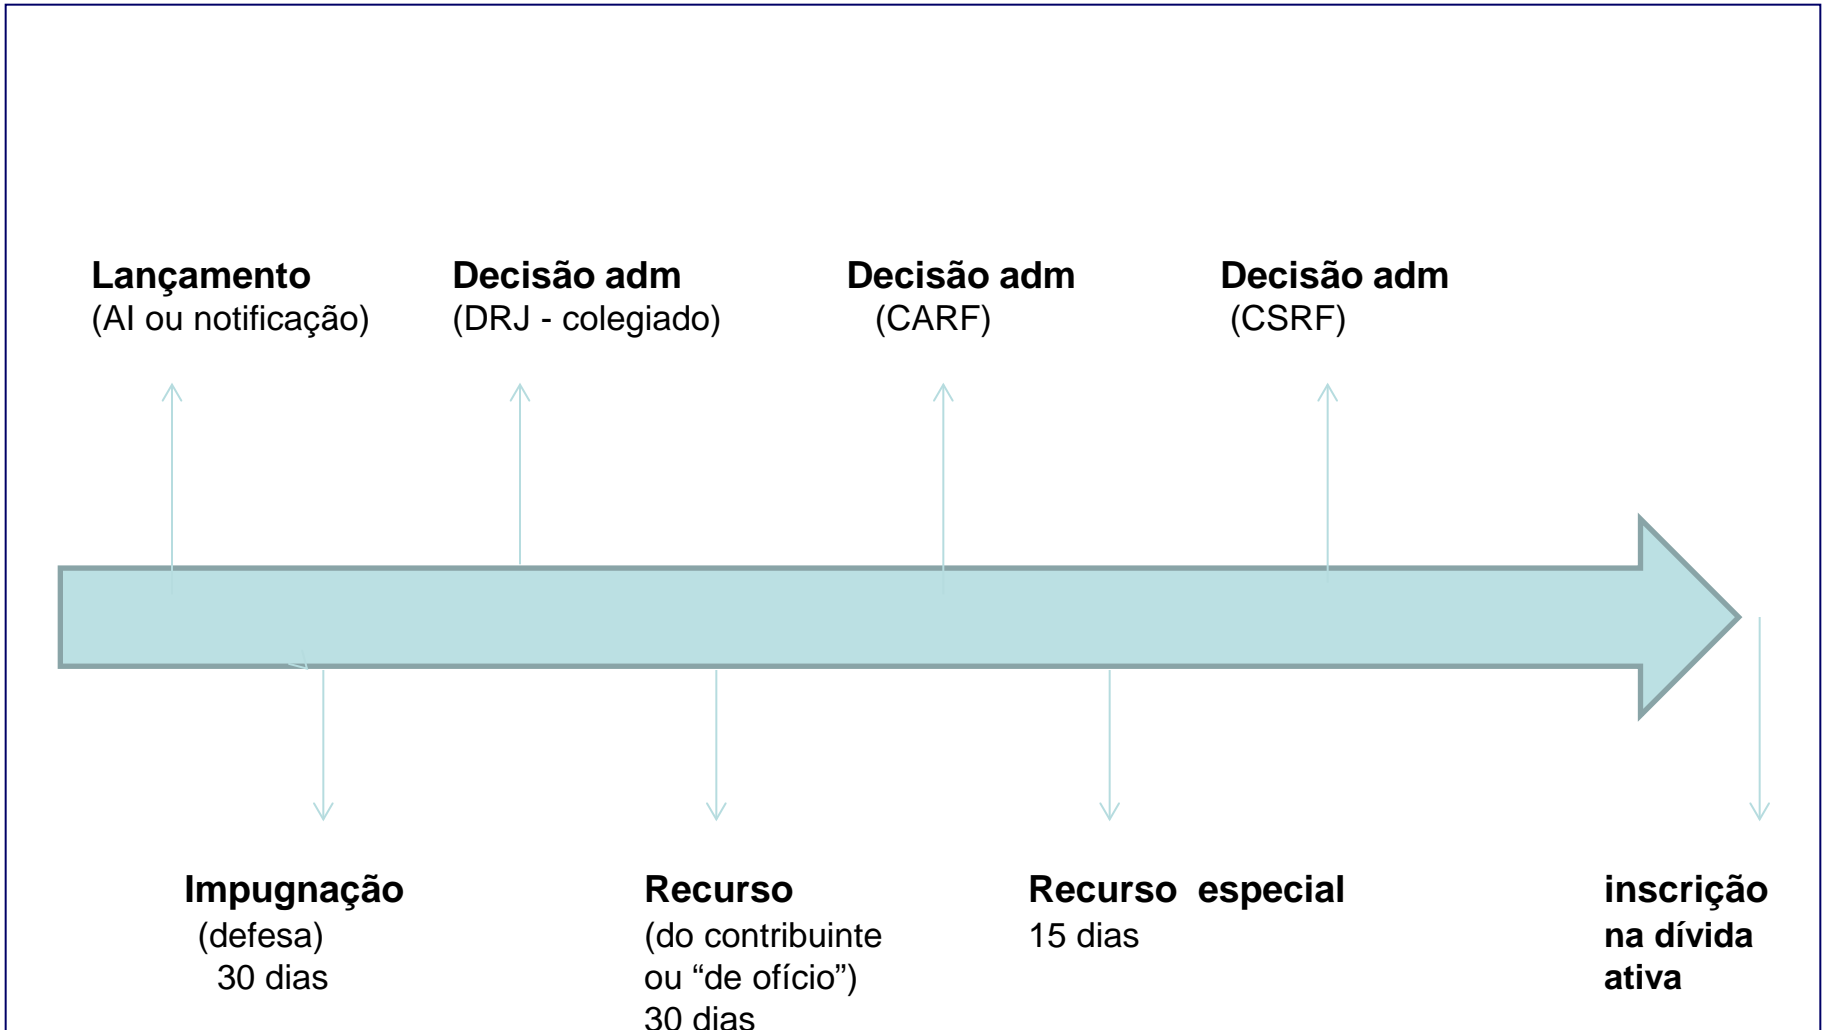 Lançamento
(AI ou notificação)
Decisão adm
(DRJ - colegiado)
Decisão adm
(CARF)
Decisão adm
(CSRF)
Impugnação
(defesa)
30 dias
Recurso
(do contribuinte
ou “de ofício”)
30 dias
Recurso  especial
15 dias
inscrição
na dívida
ativa